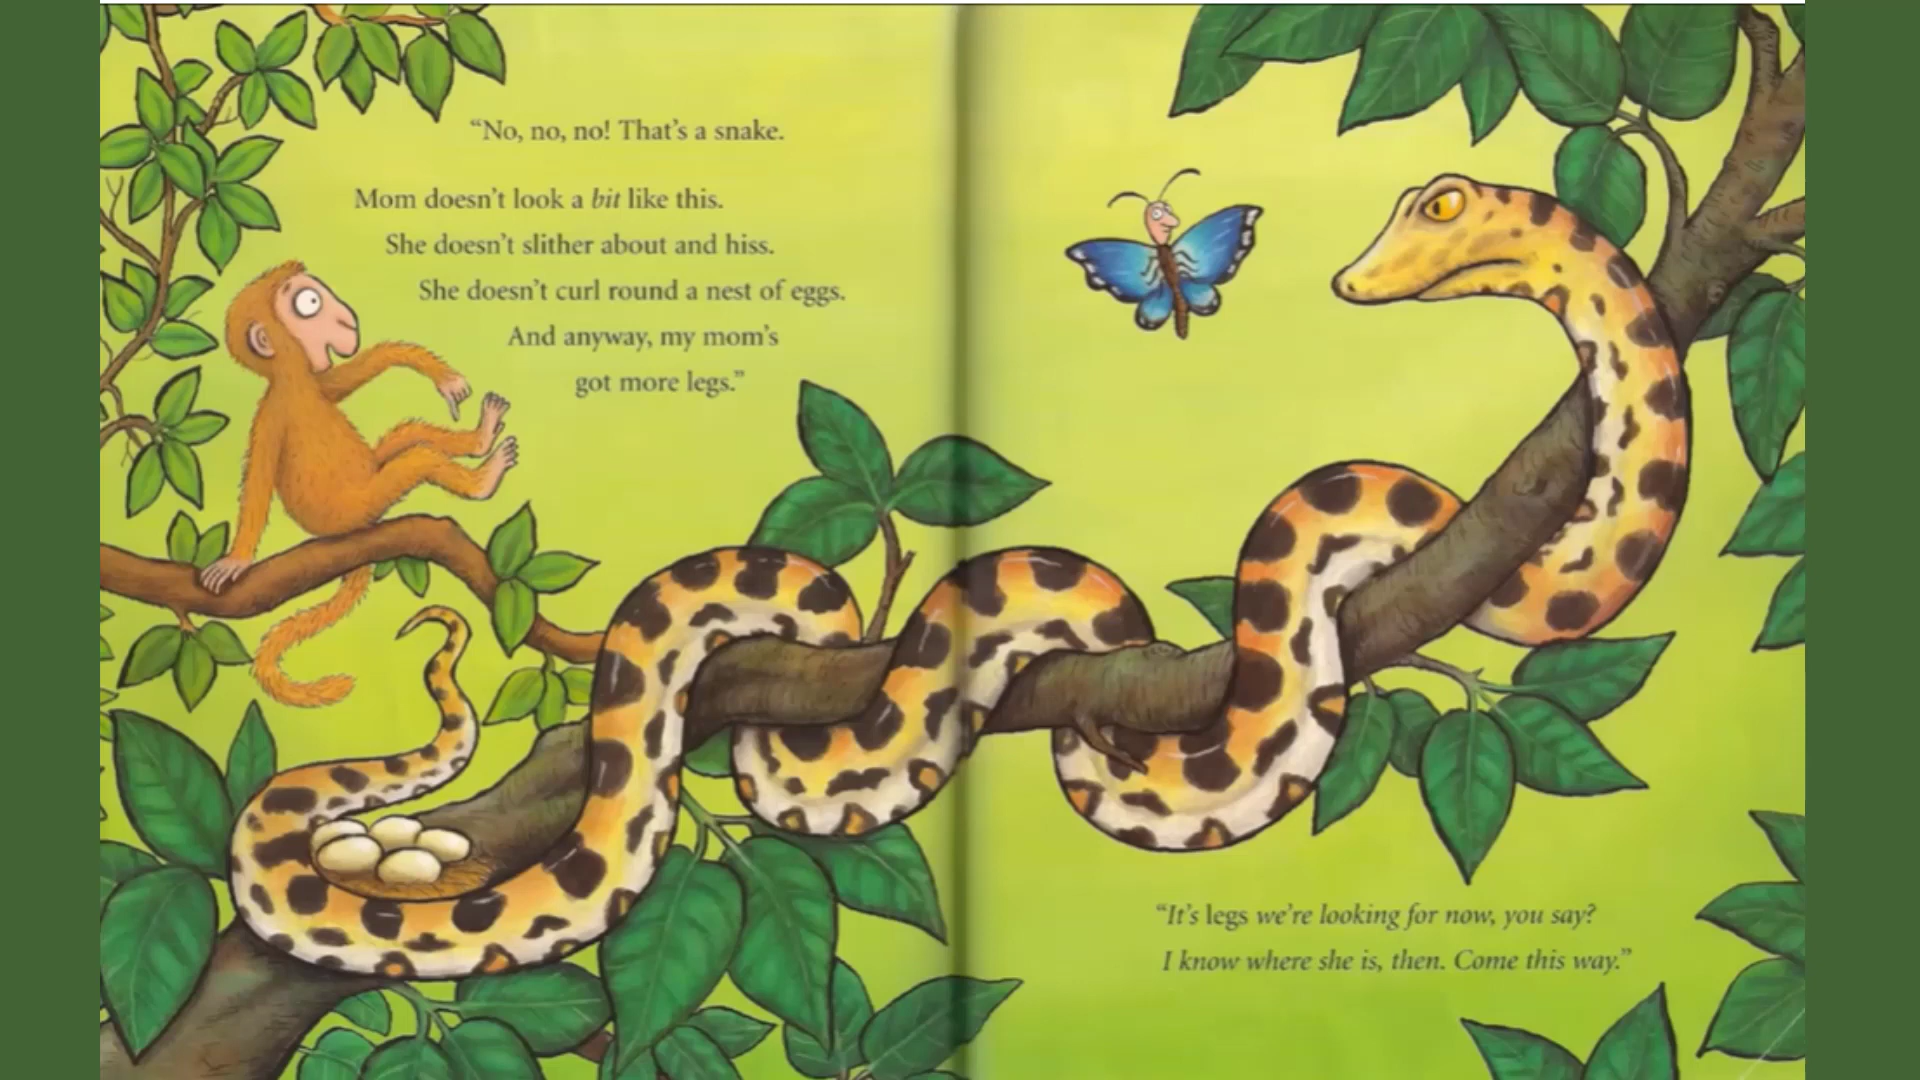 “No, no, no! That’s a snake.
Mom doesn’t look a bit like this.
She doesn’t slither about and hiss.
She doesn’t curl round a nest of eggs.
And anyway, my mom’s
got more legs.”
“It’s legs we’re looking for now, you say?
I know where she is, then. Come this way.”